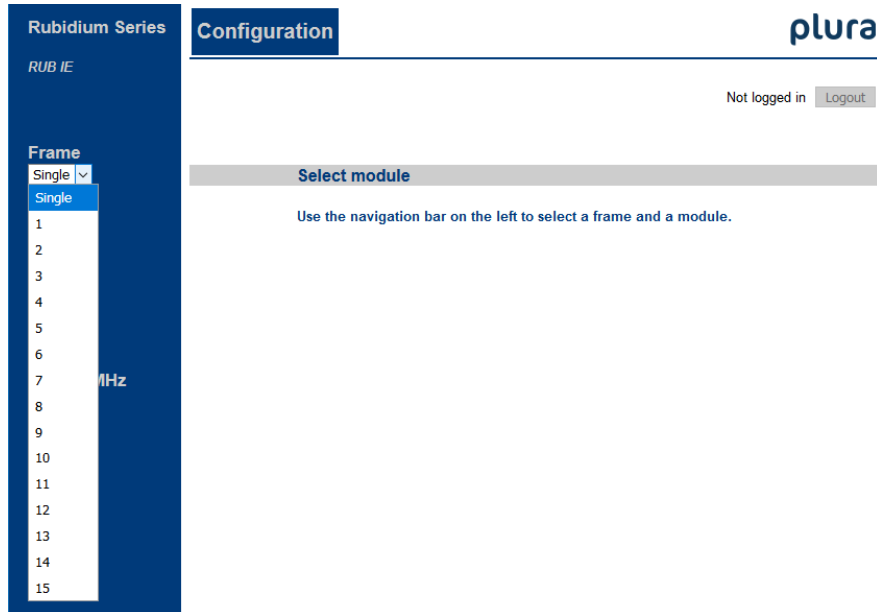 Rubidium Series
RUB IE
Configuration
plura
Not logged in Logout
Frame
Single
Single
1
2
3
4
5
6
7
8
9
10
11
12
13
14
15
MHz
Select module
Use the navigation bar on the left to select a frame and a module.